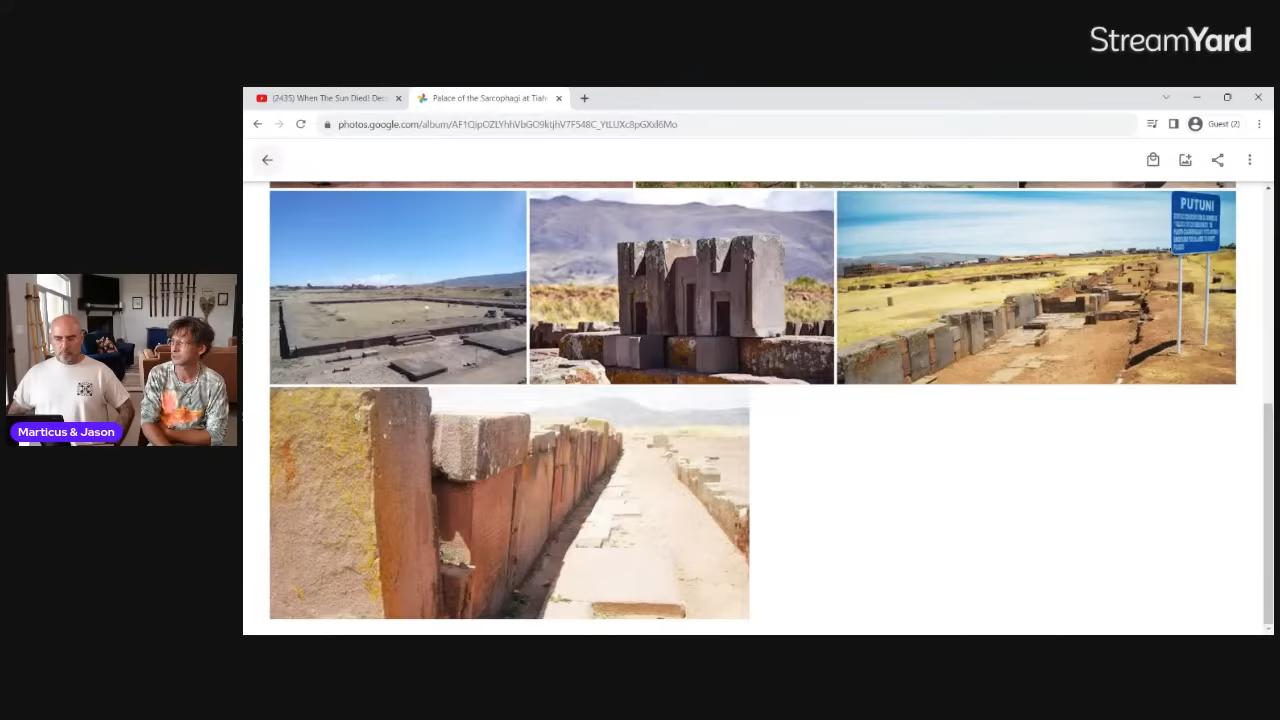 StreamYard
(2435) When The Sun Died! Dec
Palace of the Sarcophagi at Tiah
photos.google.com/album/AF1QipOZLYhhVbGO9ktjhV7F548C_YtLUXc8pGXxl6Mo
Guest (2)
PUTUNI
Marticus & Jason